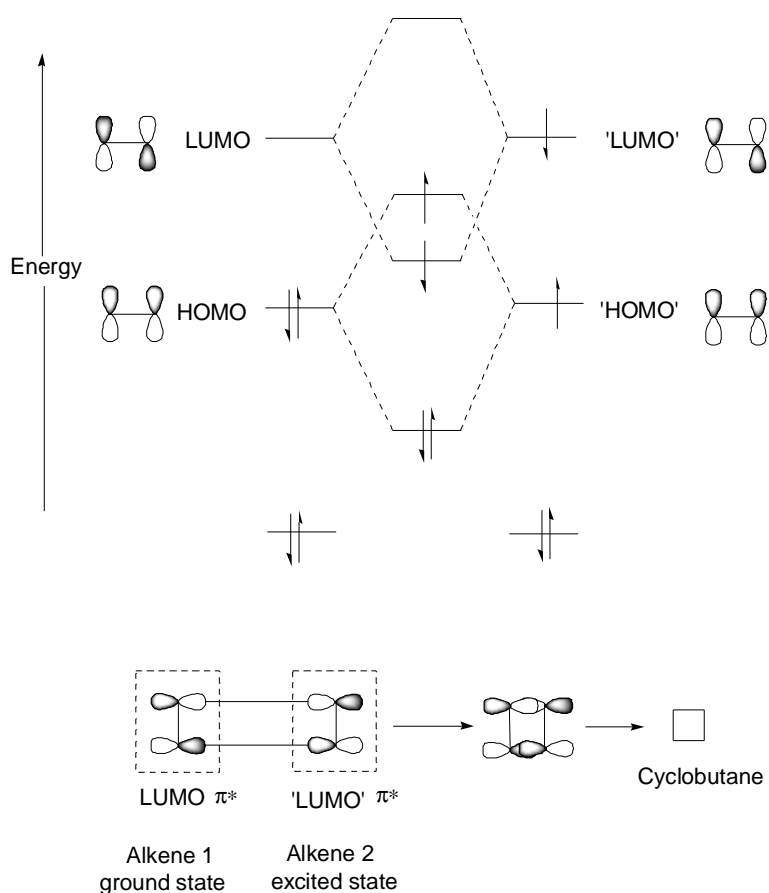 LUMO
'LUMO'
Energy
HOMO
'HOMO'
LUMO π*
'LUMO' π*
Cyclobutane
Alkene 1
ground state
Alkene 2
excited state